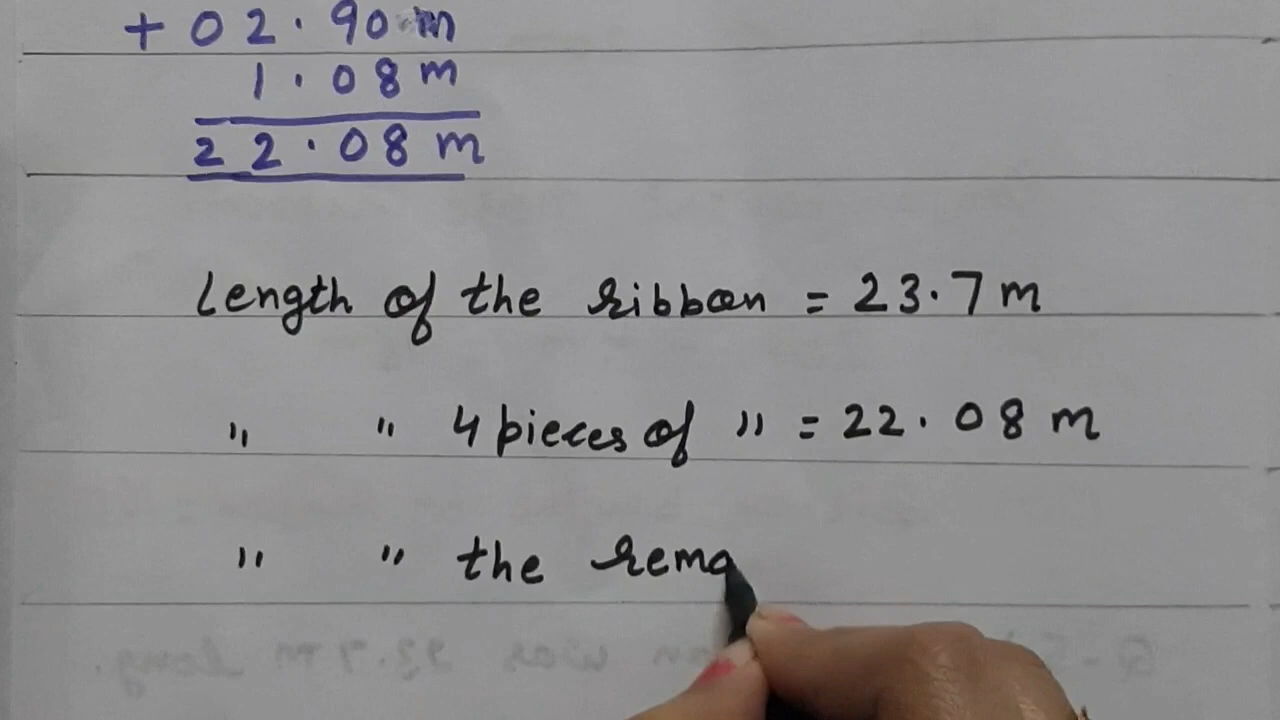 + 02.90 m
1.08 m
22.08 m
Length of the ribbon = 23.7 m
" " 4 pieces of " = 22.08 m
" " the rema